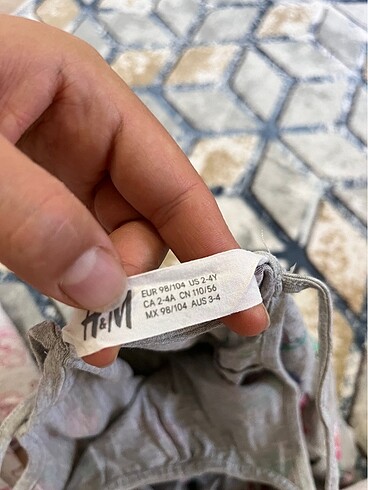 H&M
EUR 98/104 US 2-4Y
CA 2-4A CN 110/56
MX 98/104 AUS 3-4